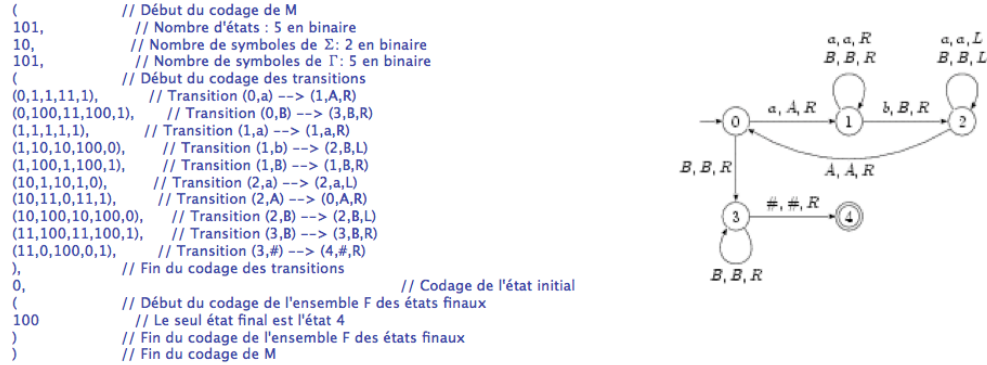 ( // Début du codage de M
101, // Nombre d'états : 5 en binaire
10, // Nombre de symboles de Σ: 2 en binaire
101, // Nombre de symboles de Γ: 5 en binaire
( // Début du codage des transitions
(0,1,1,11,1), // Transition (0,a) --> (1,A,R)
(0,100,11,100,1), // Transition (0,B) --> (3,B,R)
(1,1,1,1,1), // Transition (1,a) --> (1,a,R)
(1,10,10,100,0), // Transition (1,b) --> (2,B,L)
(1,100,1,100,1), // Transition (1,B) --> (1,B,R)
(10,1,10,1,0), // Transition (2,a) --> (2,a,L)
(10,11,0,11,1), // Transition (2,A) --> (0,A,R)
(10,100,10,100,0), // Transition (2,B) --> (2,B,L)
(11,100,11,100,1), // Transition (3,B) --> (3,B,R)
(11,0,100,0,1), // Transition (3,#) --> (4,#,R)
), // Fin du codage des transitions
0, // Codage de l'état initial
( // Début du codage de l'ensemble F des états finaux
100 // Le seul état final est l'état 4
) // Fin du codage de l'ensemble F des états finaux
) // Fin du codage de M
a, a, R
B, B, R
a, a, L
B, B, L
0
a, A, R
1
b, B, R
2
B, B, R
A, A, R
3
#, #, R
4
B, B, R